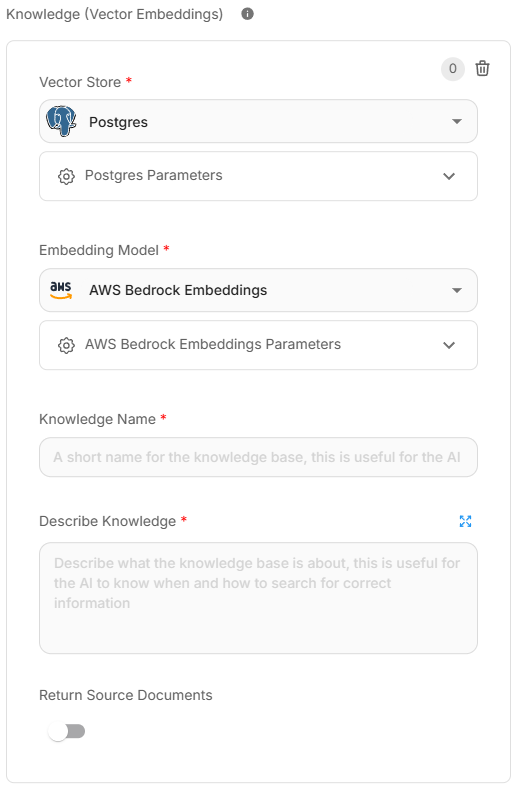 Knowledge (Vector Embeddings)
0
Vector Store *
Postgres
Postgres Parameters
Embedding Model *
aws
AWS Bedrock Embeddings
AWS Bedrock Embeddings Parameters
Knowledge Name *
A short name for the knowledge base, this is useful for the AI
Describe Knowledge *
Describe what the knowledge base is about, this is useful for
the AI to know when and how to search for correct
information
Return Source Documents